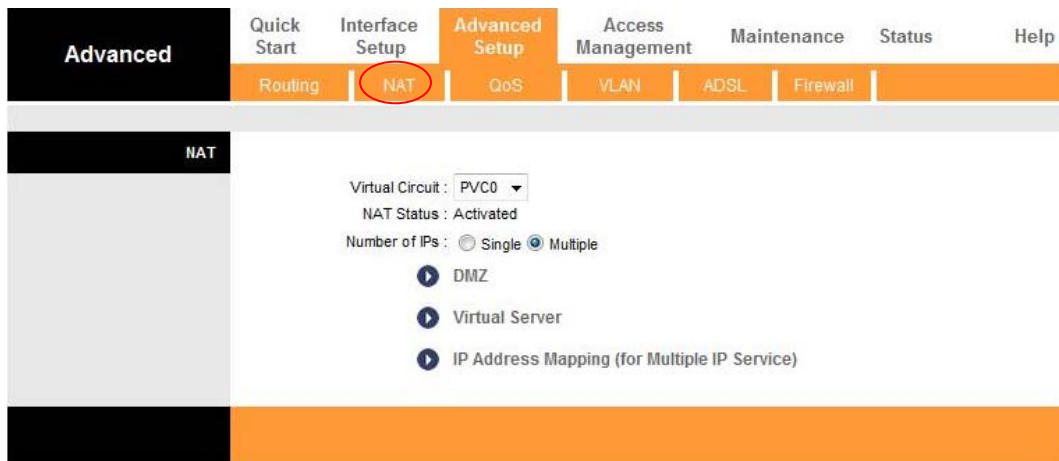 Advanced
Quick Start
Interface Setup
Advanced Setup
Access Management
Maintenance
Status
Help
Routing
NAT
QoS
VLAN
ADSL
Firewall
NAT
Virtual Circuit : PVC0
NAT Status : Activated
Number of IPs : Single Multiple
DMZ
Virtual Server
IP Address Mapping (for Multiple IP Service)